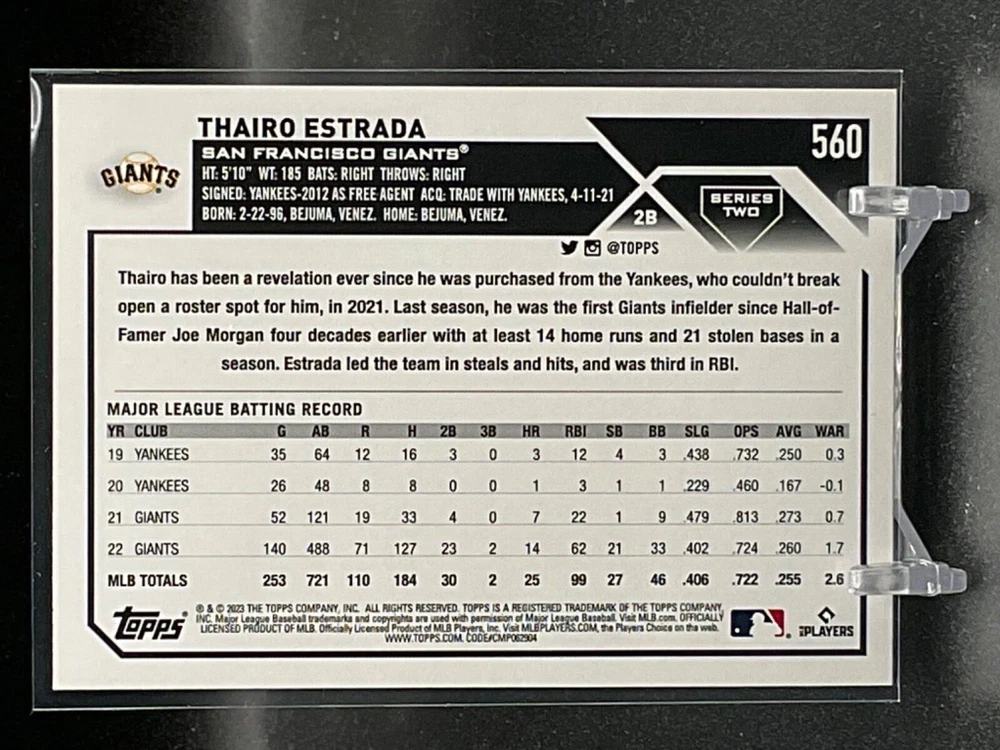 THAIRO ESTRADA
560
SAN FRANCISCO GIANTS®
GIANTS
HT: 5'10" WT: 185 BATS: RIGHT THROWS: RIGHT
SIGNED: YANKEES-2012 AS FREE AGENT ACQ: TRADE WITH YANKEES, 4-11-21
BORN: 2-22-96, BEJUMA, VENEZ. HOME: BEJUMA, VENEZ.
2B
SERIES
TWO
@TOPPS
Thairo has been a revelation ever since he was purchased from the Yankees, who couldn't break
open a roster spot for him, in 2021. Last season, he was the first Giants infielder since Hall-of-
Famer Joe Morgan four decades earlier with at least 14 home runs and 21 stolen bases in a
season. Estrada led the team in steals and hits, and was third in RBI.
MAJOR LEAGUE BATTING RECORD
YR CLUB G AB R H 2B 3B HR RBI SB BB SLG OPS AVG WAR
19 YANKEES 35 64 12 16 3 0 3 12 4 3 .438 .732 .250 0.3
20 YANKEES 26 48 8 8 0 0 1 3 1 1 .229 .460 .167 -0.1
21 GIANTS 52 121 19 33 4 0 7 22 1 9 .479 .813 .273 0.7
22 GIANTS 140 488 71 127 23 2 14 62 21 33 .402 .724 .260 1.7
MLB TOTALS 253 721 110 184 30 2 25 99 27 46 .406 .722 .255 2.6
Topps®
® & © 2023 THE TOPPS COMPANY, INC. ALL RIGHTS RESERVED. TOPPS IS A REGISTERED TRADEMARK OF THE TOPPS COMPANY,
INC. Major League Baseball trademarks and copyrights are used with permission of Major League Baseball. Visit MLB.com. OFFICIALLY
LICENSED PRODUCT OF MLB. Officially Licensed Product of MLB Players, Inc. Visit MLBPLAYERS.COM, the Players Choice on the web.
WWW.TOPPS.COM. CODE#CMP062904
MLBPLAYERS